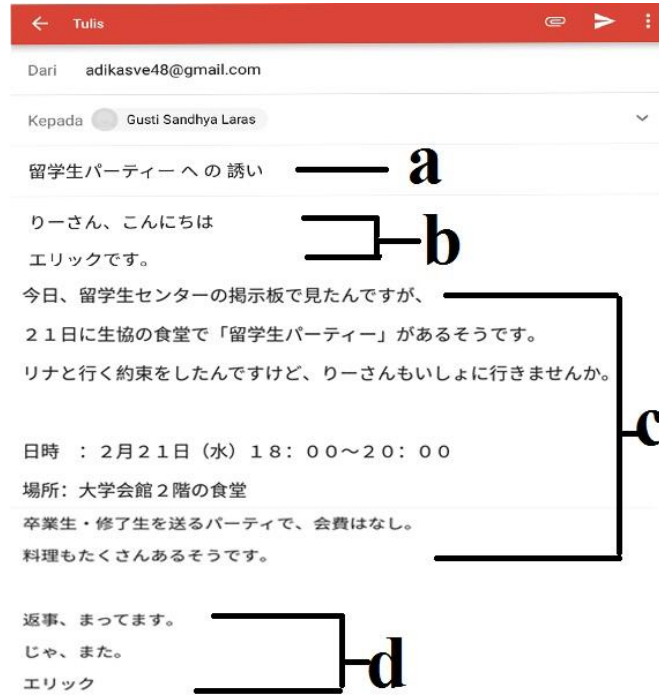 Tulis
Dari adikasve48@gmail.com
Kepada Gusti Sandhya Laras
留学生パーティー へ の 誘い a
りーさん、こんにちは
b
エリックです。
今日、留学生センターの掲示板で見たんですが、
21日に生協の食堂で「留学生パーティー」があるそうです。
リナと行く約束をしたんですけど、りーさんもいしょに行きませんか。
c
日時 : 2月21日(水)18:00~20:00
場所: 大学会館2階の食堂
卒業生・修了生を送るパーティで、会費はなし。
料理もたくさんあるそうです。
返事、まってます。
じゃ、また。
d
エリック